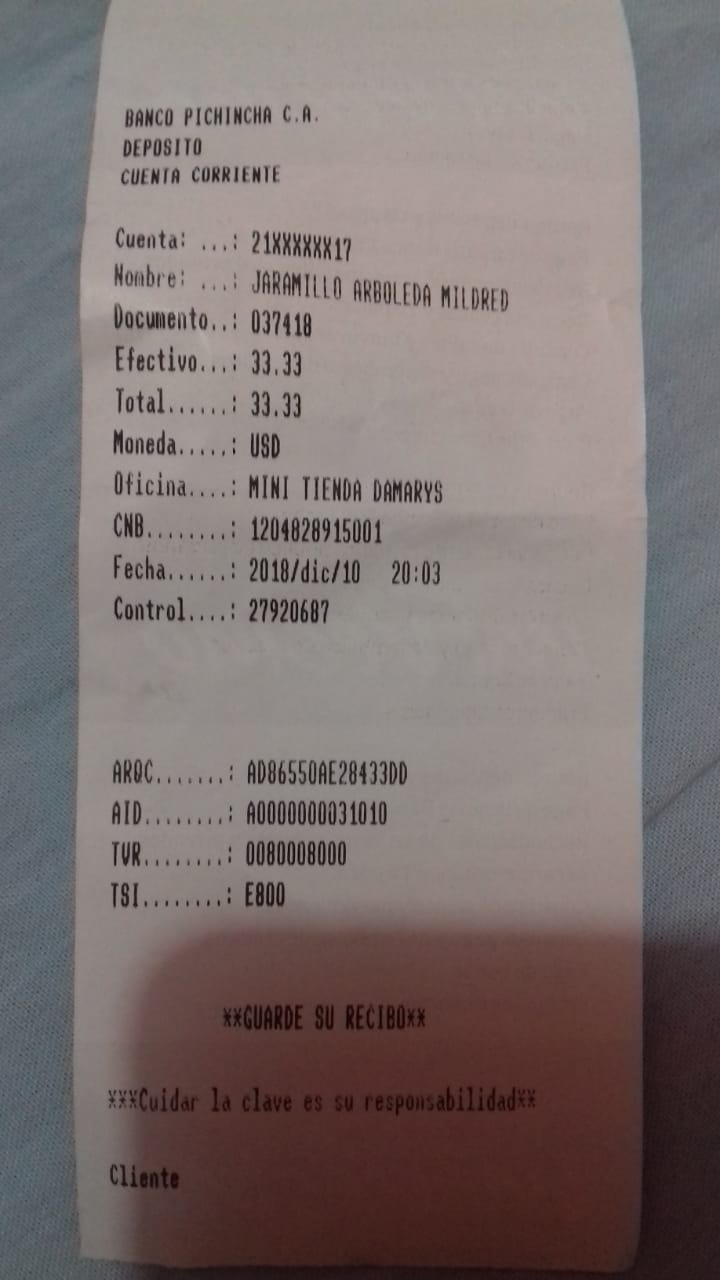 BANCO PICHINCHA C.A.
DEPOSITO
CUENTA CORRIENTE
Cuenta: ...: 21XXXXXX17
Nombre: ...: JARAMILLO ARBOLEDA MILDRED
Documento..: 037418
Efectivo...: 33.33
Total......: 33.33
Moneda.....: USD
Oficina....: MINI TIENDA DAMARYS
CNB........: 1204828915001
Fecha......: 2018/dic/10 20:03
Control....: 27920687
ARQC.......: AD86550AE28433DD
AID........: A0000000031010
TVR........: 0080008000
TSI........: E800
**GUARDE SU RECIBO**
***Cuidar la clave es su responsabilidad**
Cliente